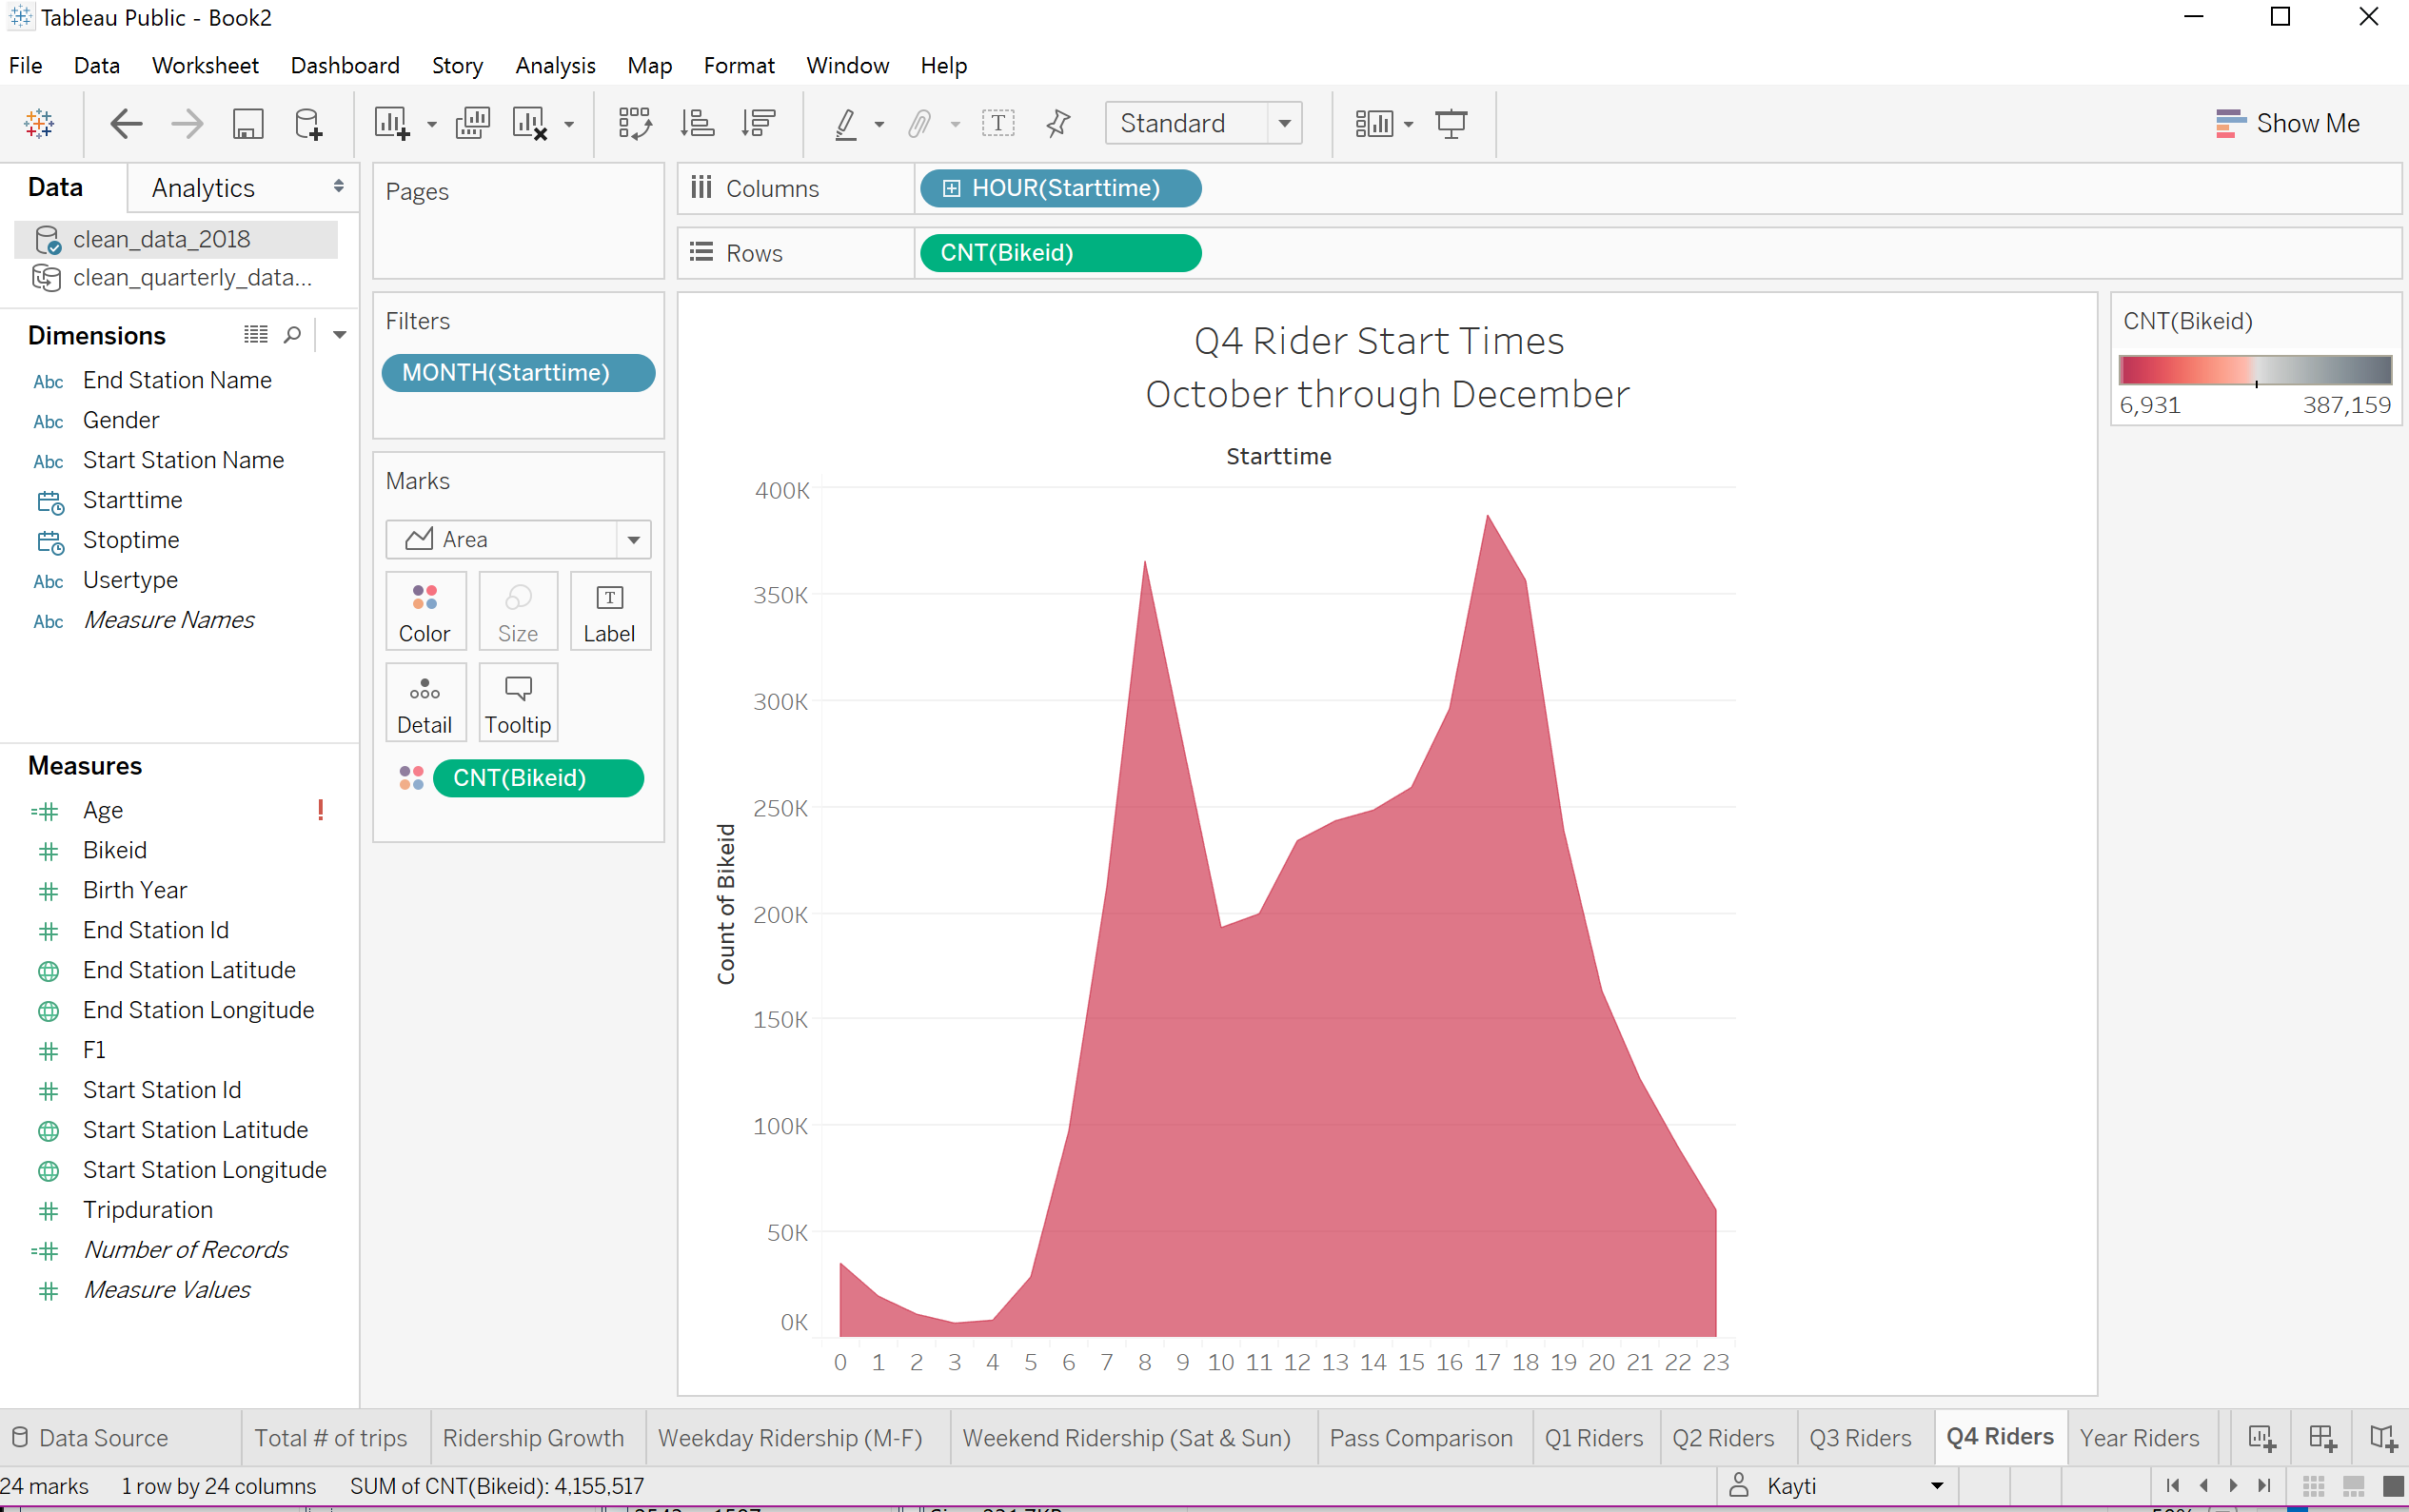 Tableau Public - Book2
File Data Worksheet Dashboard Story Analysis Map Format Window Help
Standard
Show Me
Data Analytics
clean_data_2018
clean_quarterly_data...
Dimensions
Abc End Station Name
Abc Gender
Abc Start Station Name
Starttime
Stoptime
Abc Usertype
Abc Measure Names
Measures
Age !
Bikeid
Birth Year
End Station Id
End Station Latitude
End Station Longitude
F1
Start Station Id
Start Station Latitude
Start Station Longitude
Tripduration
Number of Records
Measure Values
Pages
Filters
MONTH(Starttime)
Marks
Area
Color Size Label
Detail Tooltip
CNT(Bikeid)
Columns HOUR(Starttime)
Rows CNT(Bikeid)
Q4 Rider Start Times
October through December
Starttime
400K
350K
300K
250K
200K
150K
100K
50K
0K
Count of Bikeid
0 1 2 3 4 5 6 7 8 9 10 11 12 13 14 15 16 17 18 19 20 21 22 23
CNT(Bikeid)
6,931 387,159
Data Source Total # of trips Ridership Growth Weekday Ridership (M-F) Weekend Ridership (Sat & Sun) Pass Comparison Q1 Riders Q2 Riders Q3 Riders Q4 Riders Year Riders
24 marks 1 row by 24 columns SUM of CNT(Bikeid): 4,155,517 Kayti